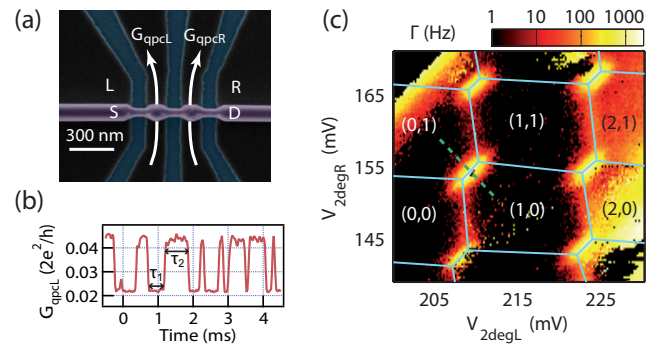 (a)
G_qpcL G_qpcR
L R
S D
300 nm
(b)
G_qpcL (2e²/h)
0.04
0.03
0.02
τ₁
τ₂
0 1 2 3 4
Time (ms)
(c)
Γ (Hz)
1 10 100 1000
V_2degR (mV)
165
155
145
(0,1) (1,1) (2,1)
(0,0) (1,0) (2,0)
205 215 225
V_2degL (mV)